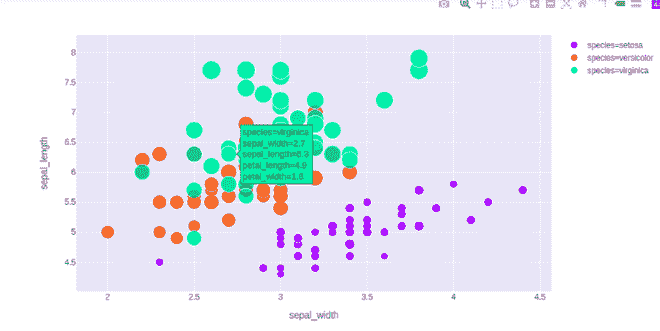 species=setosa
species=versicolor
species=virginica
8
7.5
7
6.5
6
5.5
5
4.5
sepal_length
species=virginica
sepal_width=2.7
sepal_length=6.3
petal_length=4.9
petal_width=1.8
2
2.5
3
3.5
4
4.5
sepal_width